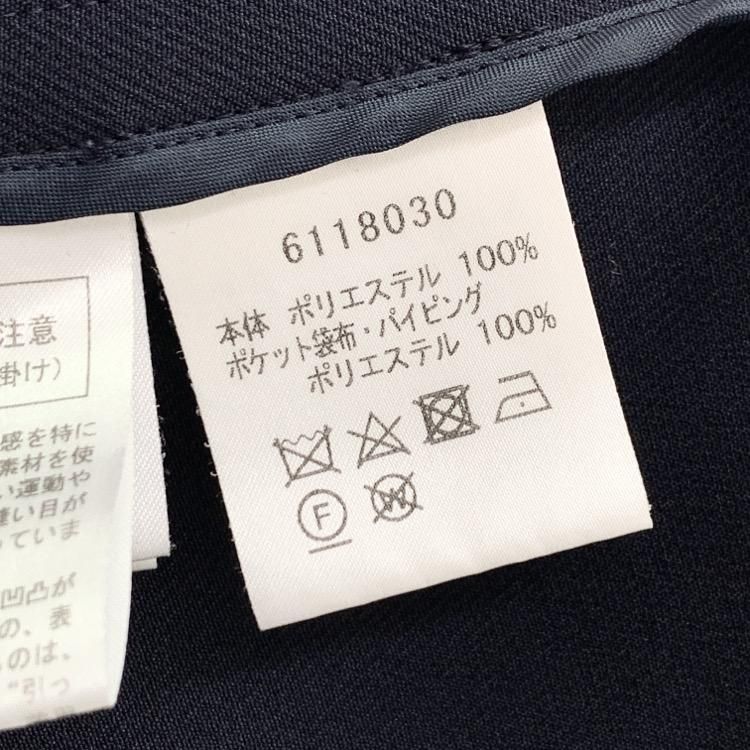 6118030
本体 ポリエステル 100%
ポケット袋布・パイピング
ポリエステル 100%
F
W
注意
掛け)
感を特に
素材を使
い運動や
縫い目が
っていま
凹凸が
の、表
ものは、
"引っ